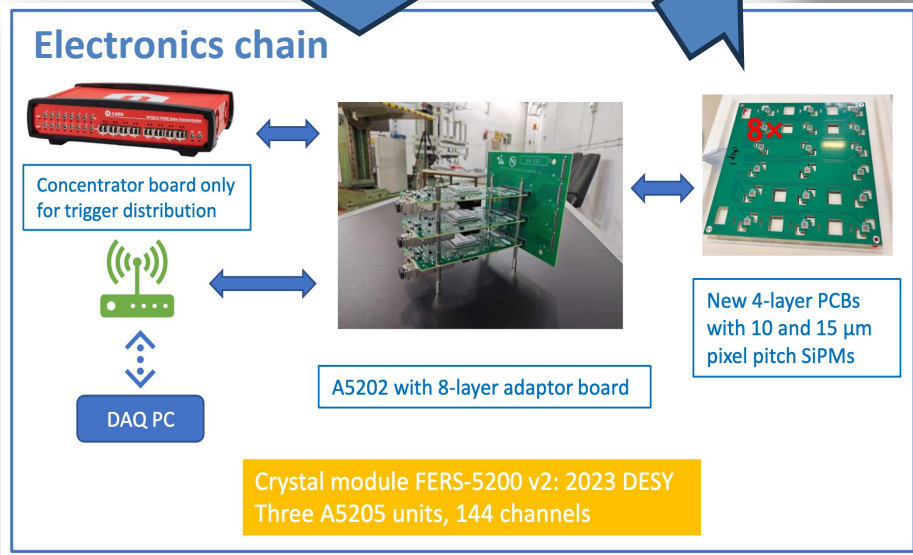 Electronics chain
CAEN
Concentrator board only
for trigger distribution
DAQ PC
A5202 with 8-layer adaptor board
8×
New 4-layer PCBs
with 10 and 15 μm
pixel pitch SiPMs
Crystal module FERS-5200 v2: 2023 DESY
Three A5205 units, 144 channels